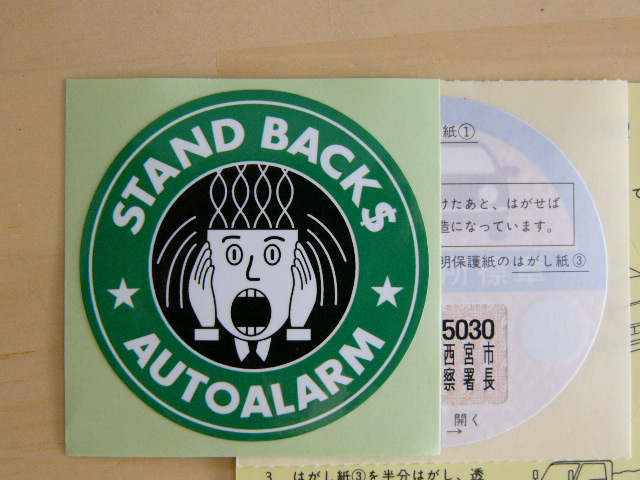 STAND BACK$
AUTOALARM
紙①
けたあと、はがせば
造になっています。
明保護紙のはがし紙③
5030
西宮市
察署長
開く
→
3. はがし紙③を半分はがし、透